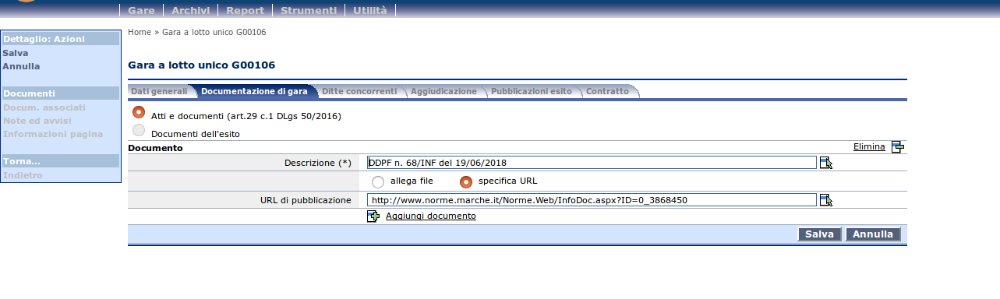 Gare Archivi Report Strumenti Utilità
Home » Gara a lotto unico G00106
Dettaglio: Azioni
Salva
Annulla
Documenti
Docum. associati
Note ed avvisi
Informazioni pagina
Torna...
Indietro
Gara a lotto unico G00106
Dati generali Documentazione di gara Ditte concorrenti Aggiudicazione Pubblicazioni esito Contratto
Atti e documenti (art.29 c.1 DLgs 50/2016)
Documenti dell'esito
Documento Elimina
Descrizione (*) DDPF n. 68/INF del 19/06/2018
allega file specifica URL
URL di pubblicazione http://www.norme.marche.it/Norme.Web/InfoDoc.aspx?ID=0_3868450
Aggiungi documento
Salva Annulla